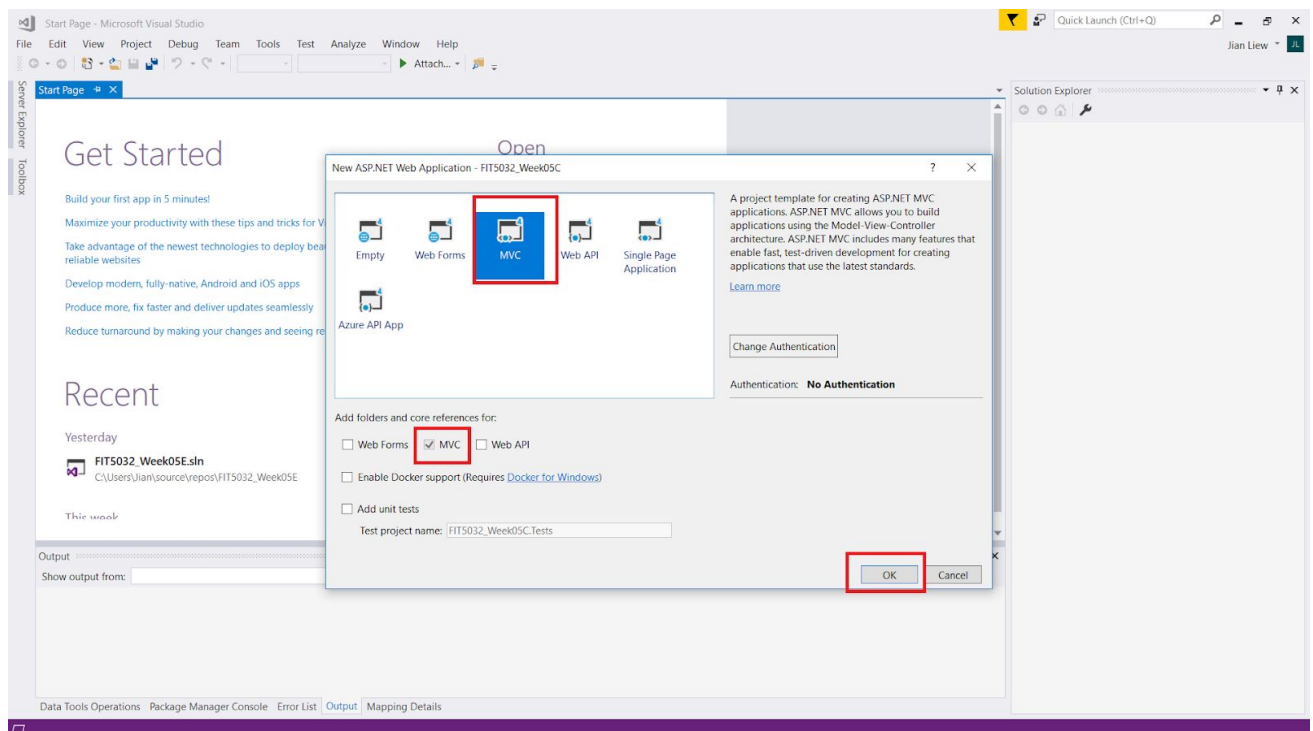 Start Page - Microsoft Visual Studio
Quick Launch (Ctrl+Q)
File Edit View Project Debug Team Tools Test Analyze Window Help
Jian Liew JL
Attach...
Server Explorer
Toolbox
Start Page
Solution Explorer
Get Started
Open
Build your first app in 5 minutes!
Maximize your productivity with these tips and tricks for V
Take advantage of the newest technologies to deploy bea
reliable websites
Develop modern, fully-native, Android and iOS apps
Produce more, fix faster and deliver updates seamlessly
Reduce turnaround by making your changes and seeing re
Recent
Yesterday
FIT5032_Week05E.sln
C:\Users\Jian\source\repos\FIT5032_Week05E
This week
New ASP.NET Web Application - FIT5032_Week05C
?
Empty
Web Forms
MVC
Web API
Single Page
Application
Azure API App
A project template for creating ASP.NET MVC
applications. ASP.NET MVC allows you to build
applications using the Model-View-Controller
architecture. ASP.NET MVC includes many features that
enable fast, test-driven development for creating
applications that use the latest standards.
Learn more
Change Authentication
Authentication: No Authentication
Add folders and core references for:
Web Forms MVC Web API
Enable Docker support (Requires Docker for Windows)
Add unit tests
Test project name: FIT5032_Week05C.Tests
OK Cancel
Output
Show output from:
Data Tools Operations Package Manager Console Error List Output Mapping Details